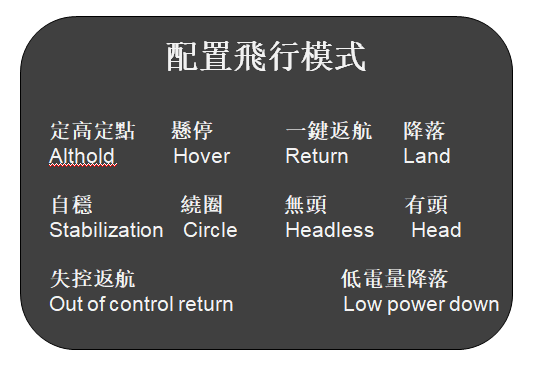 配置飛行模式
定高定點 懸停 一鍵返航 降落
Althold Hover Return Land
自穩 繞圈 無頭 有頭
Stabilization Circle Headless Head
失控返航 低電量降落
Out of control return Low power down